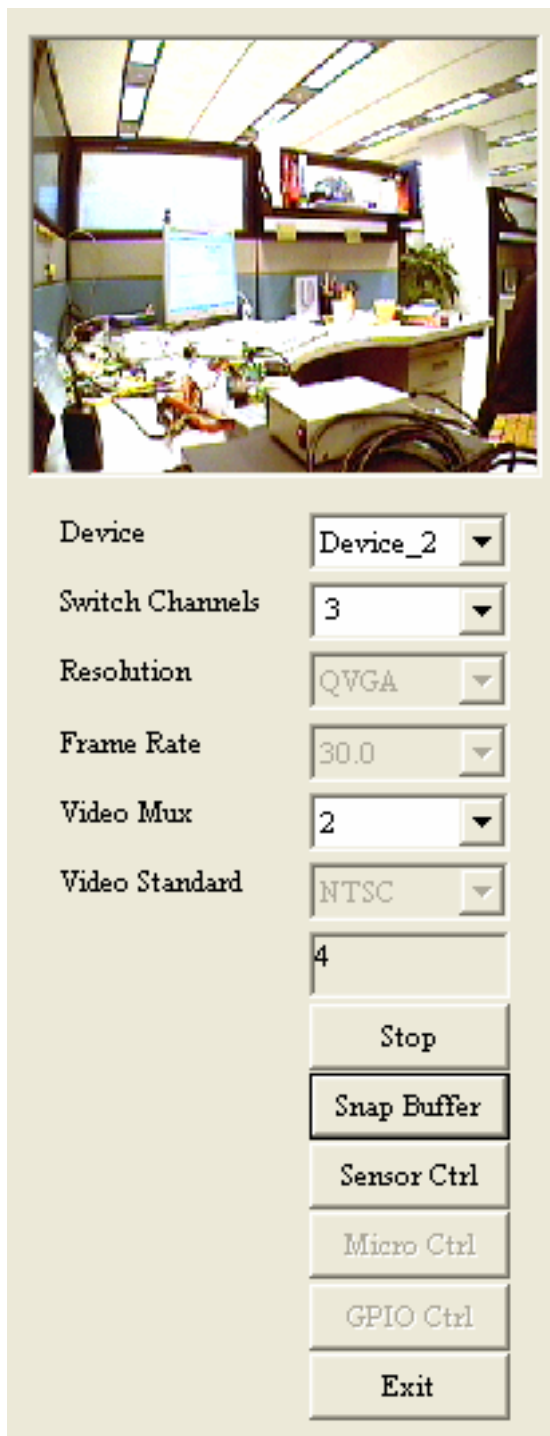 Device Device_2
Switch Channels 3
Resolution QVGA
Frame Rate 30.0
Video Mux 2
Video Standard NTSC
4
Stop
Snap Buffer
Sensor Ctrl
Micro Ctrl
GPIO Ctrl
Exit